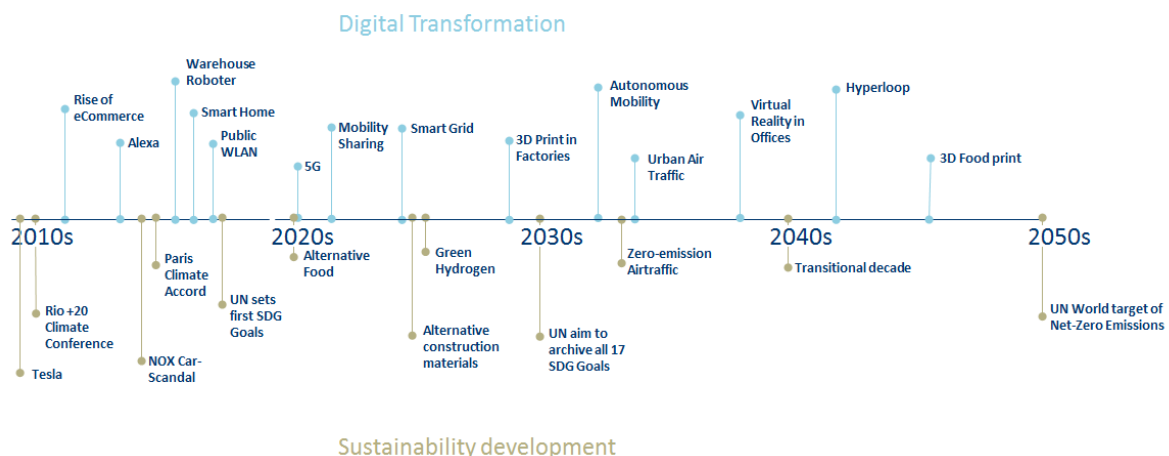 Digital Transformation
Rise of
eCommerce
Alexa
Warehouse
Roboter
Smart Home
Public
WLAN
5G
Mobility
Sharing
Smart Grid
3D Print in
Factories
Autonomous
Mobility
Urban Air
Traffic
Virtual
Reality in
Offices
Hyperloop
3D Food print
2010s
2020s
2030s
2040s
2050s
Tesla
Rio +20
Climate
Conference
NOX Car-
Scandal
Paris
Climate
Accord
UN sets
first SDG
Goals
Alternative
Food
Alternative
construction
materials
Green
Hydrogen
UN aim to
archive all 17
SDG Goals
Zero-emission
Airtraffic
Transitional decade
UN World target of
Net-Zero Emissions
Sustainability development